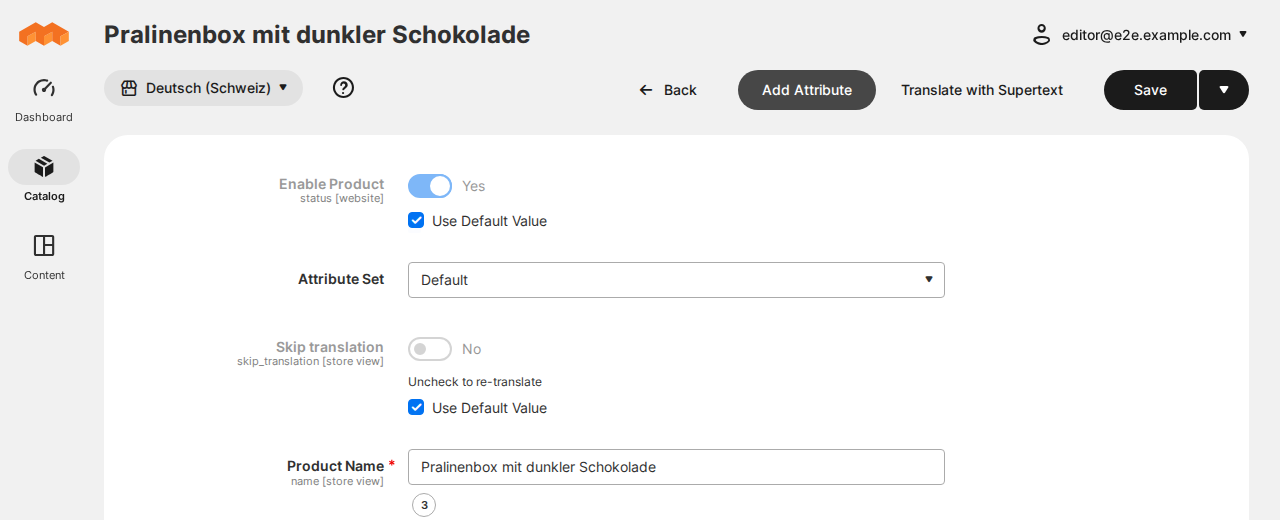 Pralinenbox mit dunkler Schokolade
editor@e2e.example.com
Deutsch (Schweiz)
Back
Add Attribute
Translate with Supertext
Save
Dashboard
Catalog
Content
Enable Product
status [website]
Yes
Use Default Value
Attribute Set
Default
Skip translation
skip_translation [store view]
No
Uncheck to re-translate
Use Default Value
Product Name *
name [store view]
Pralinenbox mit dunkler Schokolade
3